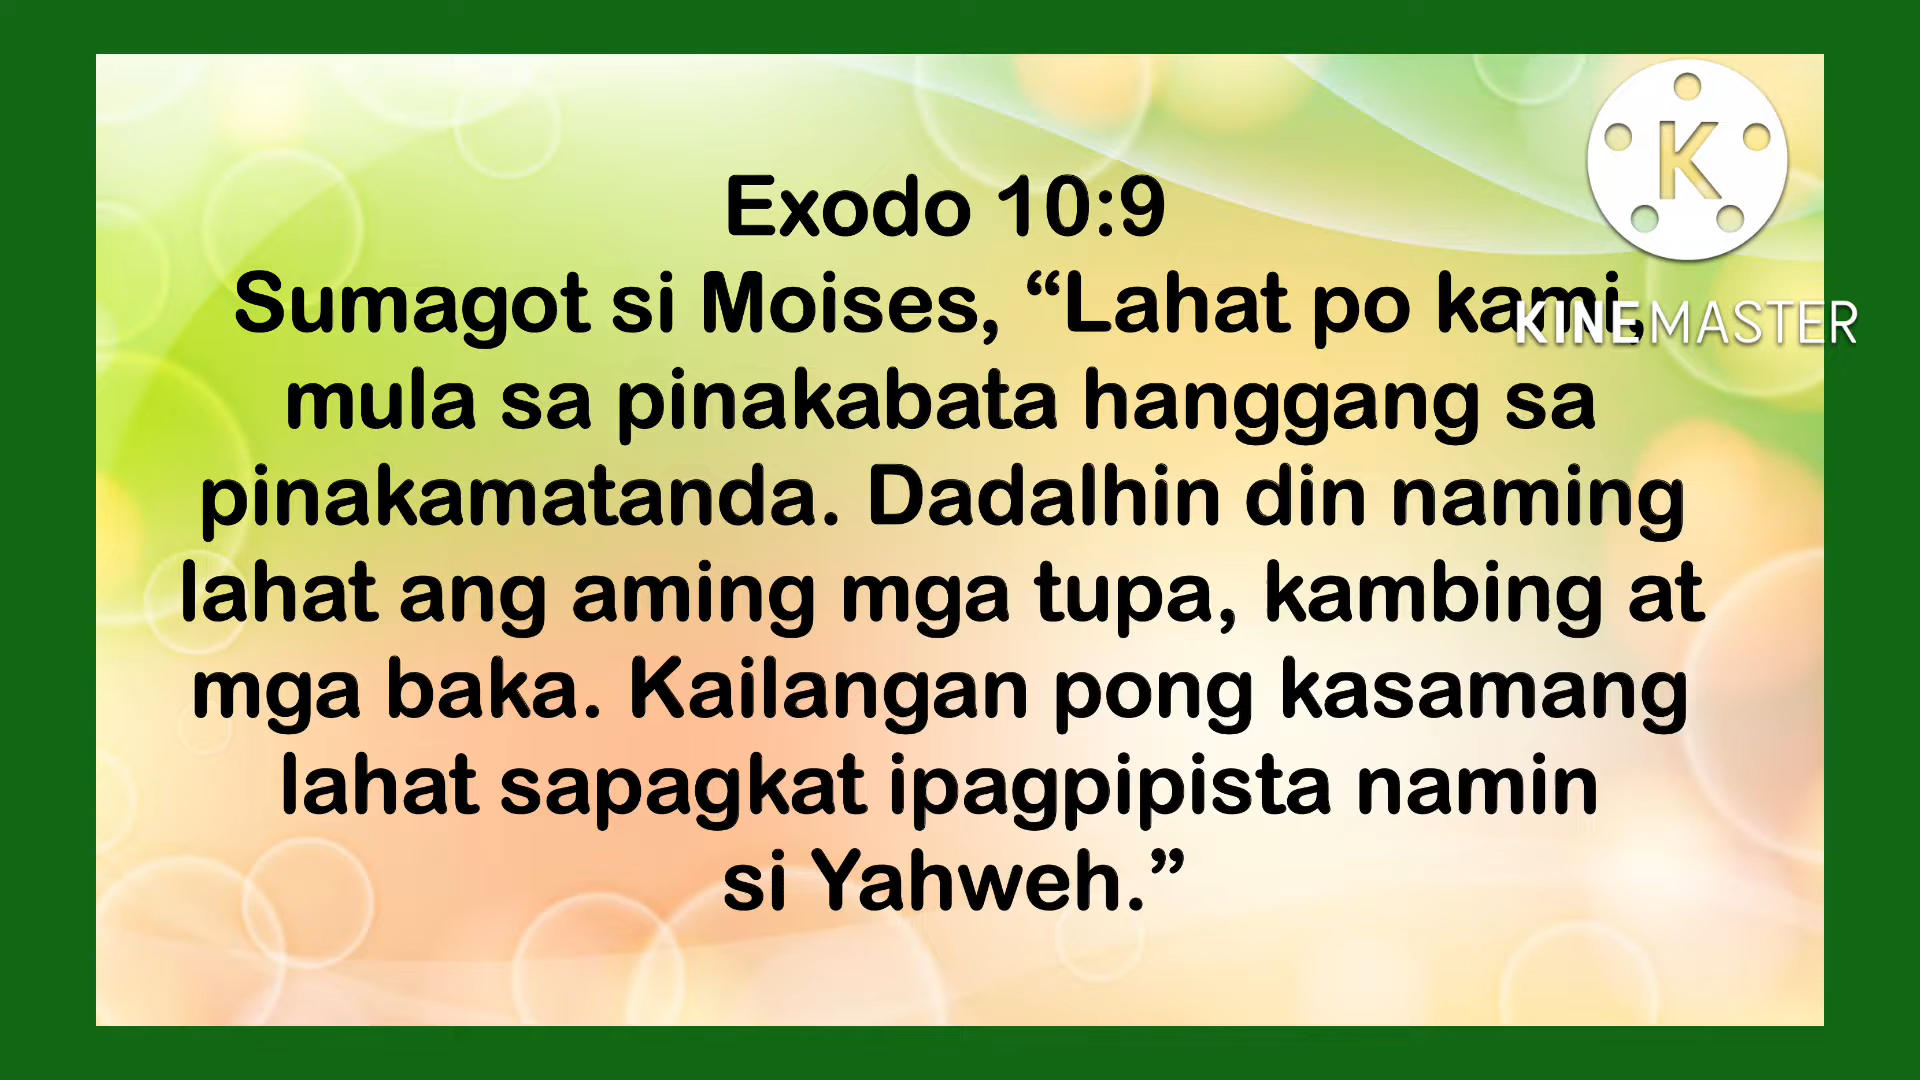 Exodo 10:9
Sumagot si Moises, “Lahat po kami,
mula sa pinakabata hanggang sa
pinakamatanda. Dadalhin din naming
lahat ang aming mga tupa, kambing at
mga baka. Kailangan pong kasamang
lahat sapagkat ipagpipista namin
si Yahweh.”
K
KINEMASTER